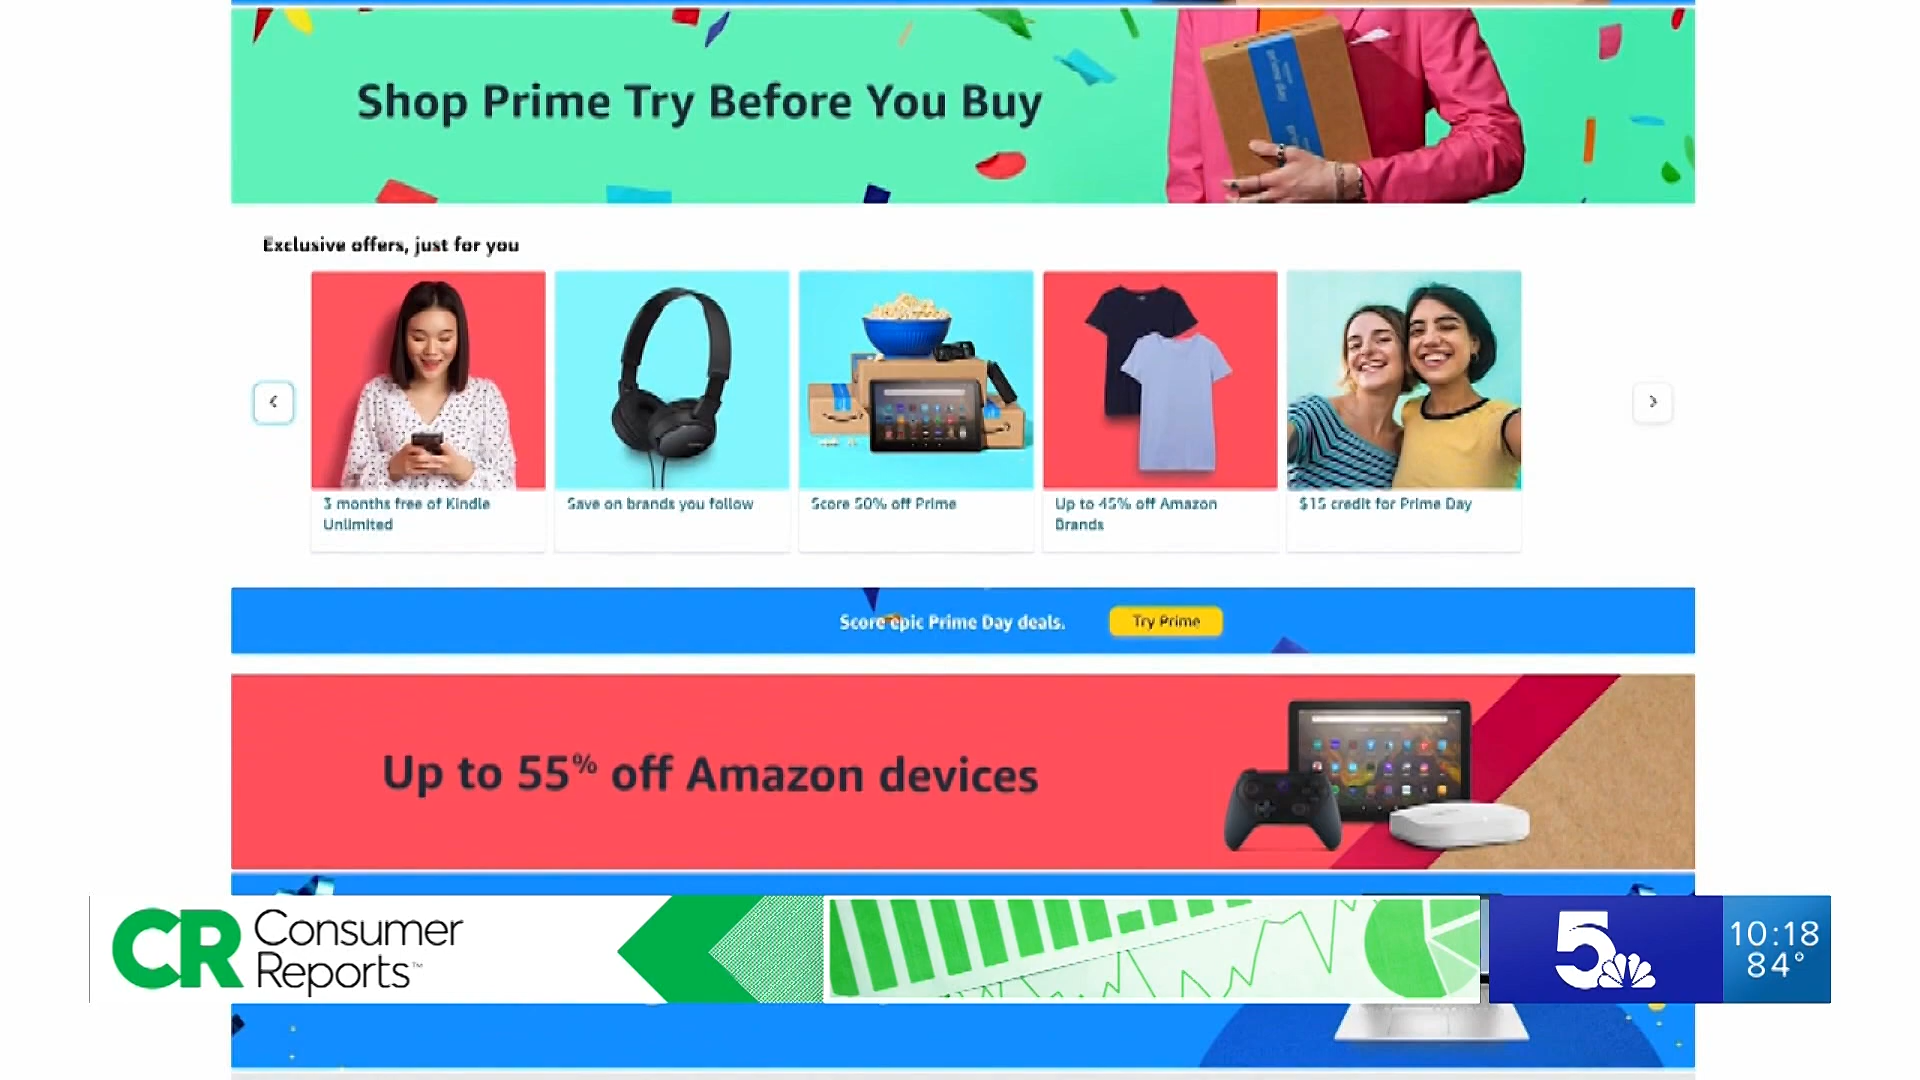 Shop Prime Try Before You Buy
Exclusive offers, just for you
3 months free of Kindle
Unlimited
Save on brands you follow
Score 50% off Prime
Up to 45% off Amazon
Brands
$15 credit for Prime Day
Score epic Prime Day deals.
Try Prime
Up to 55% off Amazon devices
CR Consumer
Reports™
5
10:18
84°